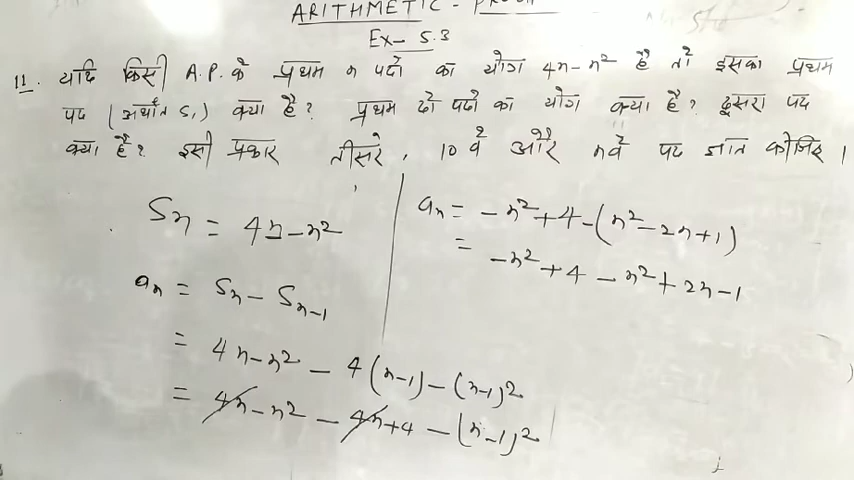 ARITHMETIC -
Ex- 5.3
11. यदि किसी A.P. के प्रथम n पदो का योग 4n-n² है तो इसका प्रथम
पद (अर्थात S₁) क्या है? प्रथम दो पदो का योग क्या है? दूसरा पद
क्या है? इसी प्रकार तीसरे, 10 वे और nवे पद ज्ञात कीजिए।
Sn = 4n-n²
an = Sn - Sn-1
= 4n-n² - 4(n-1) - (n-1)²
= 4n-n² - 4n+4 - (n-1)²
an = -n²+4-(n²-2n+1)
= -n²+4-n²+2n-1